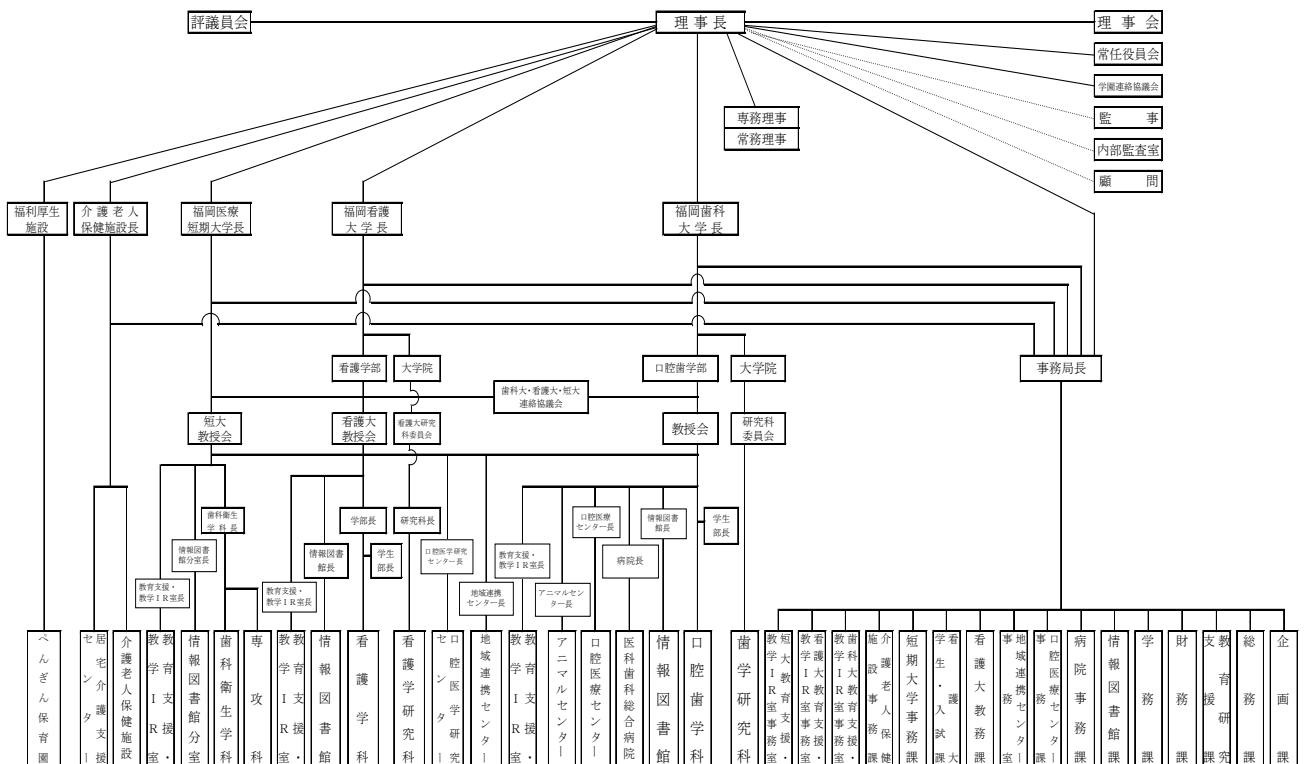 評議員会
理事長
理事会
常任役員会
学園連絡協議会
監事
内部監査室
顧問
専務理事
常務理事
福利厚生
施設
介護老人
保健施設長
福岡医療
短期大学長
福岡看護
大学長
福岡歯科
大学長
看護学部
大学院
口腔歯学部
大学院
事務局長
歯科大・看護大・短大
連絡協議会
短大
教授会
看護大
教授会
看護大研究
科委員会
教授会
研究科
委員会
歯科衛生
学科長
情報図書
館分室長
教育支援・
教学ＩＲ室長
学部長
研究科長
情報図書
館長
学生
部長
教育支援・
教学ＩＲ室長
口腔医学研究
センター長
地域連携
センター長
教育支援・
教学ＩＲ室長
アニマルセン
ター長
口腔医療
センター長
病院長
情報図書
館長
学生
部長
ぺんぎん保育園
居宅介護支援
センター
介護老人保健施設
教育支援・
教学ＩＲ室
情報図書館分室
歯科衛生学科
専攻科
教育支援・
教学ＩＲ室
情報図書館
看護学科
看護学研究科
口腔医学研究
センター
地域連携センター
教育支援・
教学ＩＲ室
アニマルセンター
口腔医療センター
医科歯科総合病院
情報図書館
口腔歯学科
歯学研究科
短大教育支援・
教学ＩＲ室事務室
看護大教育支援・
教学ＩＲ室事務室
歯科大教育支援・
教学ＩＲ室事務室
介護老人保健
施設事務課
短期大学事務課
看護大
学生・入試課
看護大教務課
地域連携センター
事務室
口腔医療センター
事務課
病院事務課
情報図書館課
学務課
財務課
教育研究
支援課
総務課
企画課